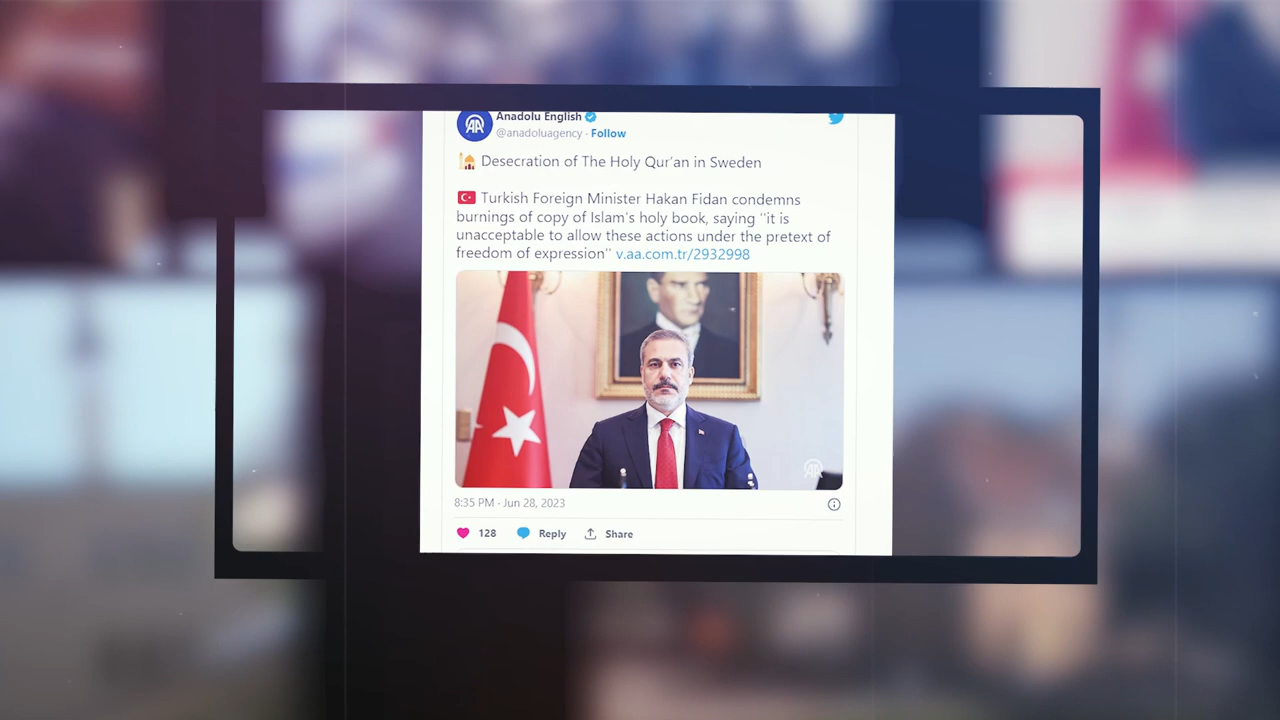 Anadolu English
@anadoluagency · Follow
🕌 Desecration of The Holy Qur'an in Sweden
🇹🇷 Turkish Foreign Minister Hakan Fidan condemns
burnings of copy of Islam's holy book, saying "it is
unacceptable to allow these actions under the pretext of
freedom of expression" v.aa.com.tr/2932998
AA
8:35 PM · Jun 28, 2023
128 Reply Share